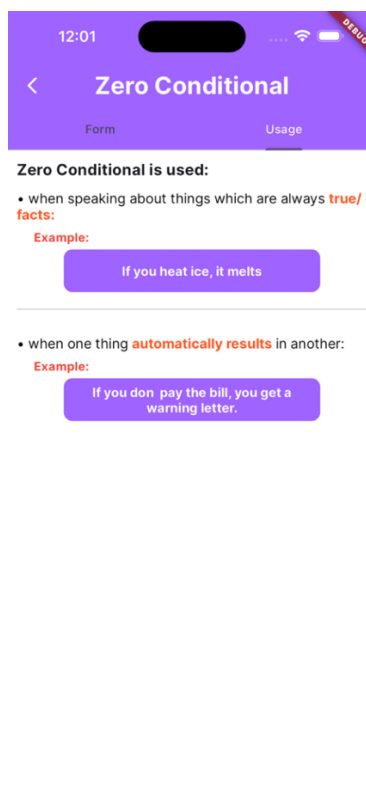 12:01
DEBUG
Zero Conditional
Form
Usage
Zero Conditional is used:
• when speaking about things which are always true/
facts:
Example:
If you heat ice, it melts
• when one thing automatically results in another:
Example:
If you don  pay the bill, you get a
warning letter.